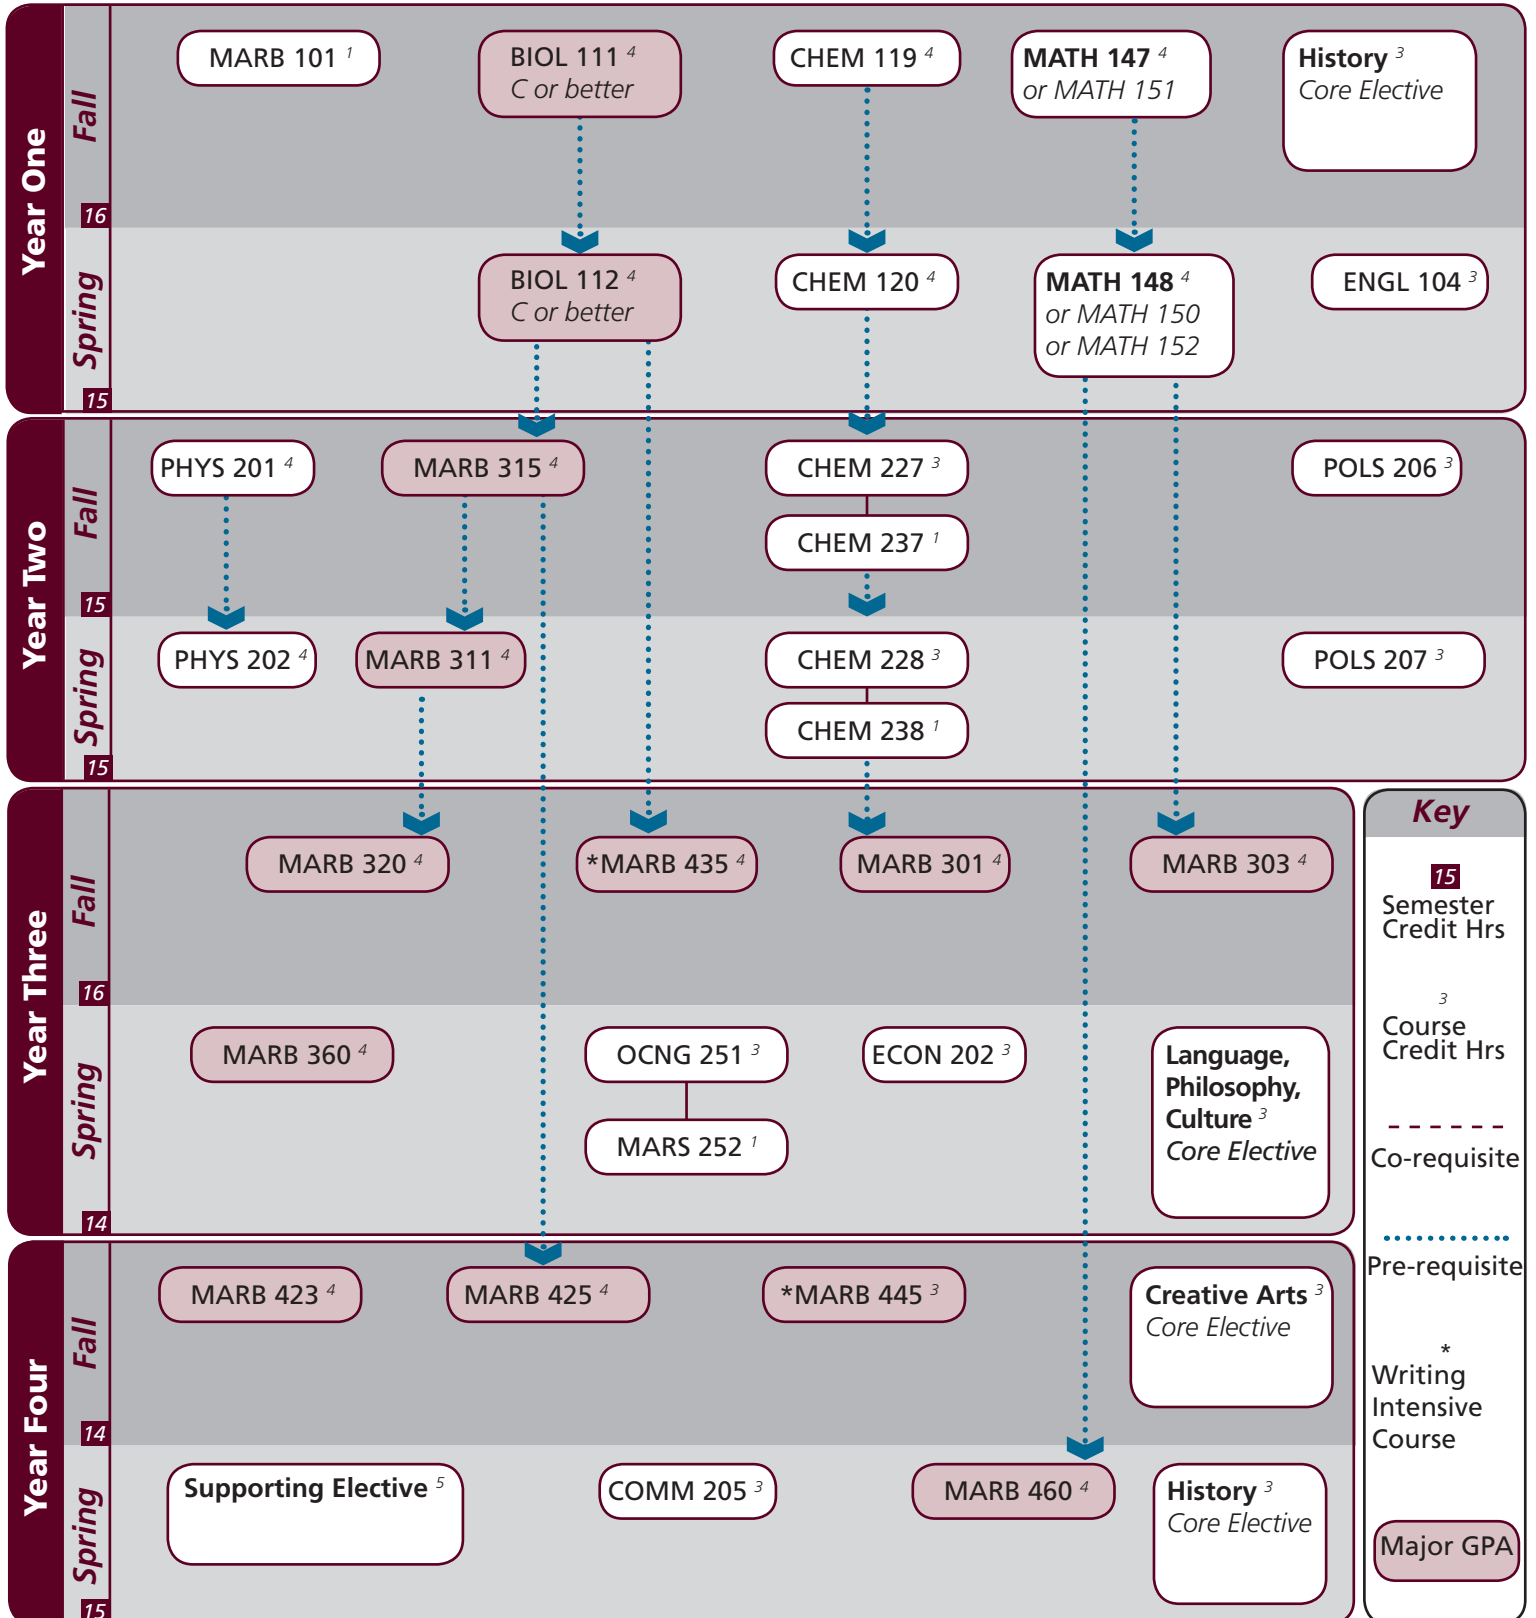 Year One
Fall
MARB 101 1
BIOL 111 4
C or better
CHEM 119 4
MATH 147 4
or MATH 151
History 3
Core Elective
16
Spring
BIOL 112 4
C or better
CHEM 120 4
MATH 148 4
or MATH 150
or MATH 152
ENGL 104 3
15
Year Two
Fall
PHYS 201 4
MARB 315 4
CHEM 227 3
CHEM 237 1
POLS 206 3
15
Spring
PHYS 202 4
MARB 311 4
CHEM 228 3
CHEM 238 1
POLS 207 3
15
Year Three
Fall
MARB 320 4
*MARB 435 4
MARB 301 4
MARB 303 4
16
Spring
MARB 360 4
OCNG 251 3
MARS 252 1
ECON 202 3
Language,
Philosophy,
Culture 3
Core Elective
14
Year Four
Fall
MARB 423 4
MARB 425 4
*MARB 445 3
Creative Arts 3
Core Elective
14
Spring
Supporting Elective 5
COMM 205 3
MARB 460 4
History 3
Core Elective
15
Key
15
Semester
Credit Hrs
3
Course
Credit Hrs
Co-requisite
Pre-requisite
*
Writing
Intensive
Course
Major GPA